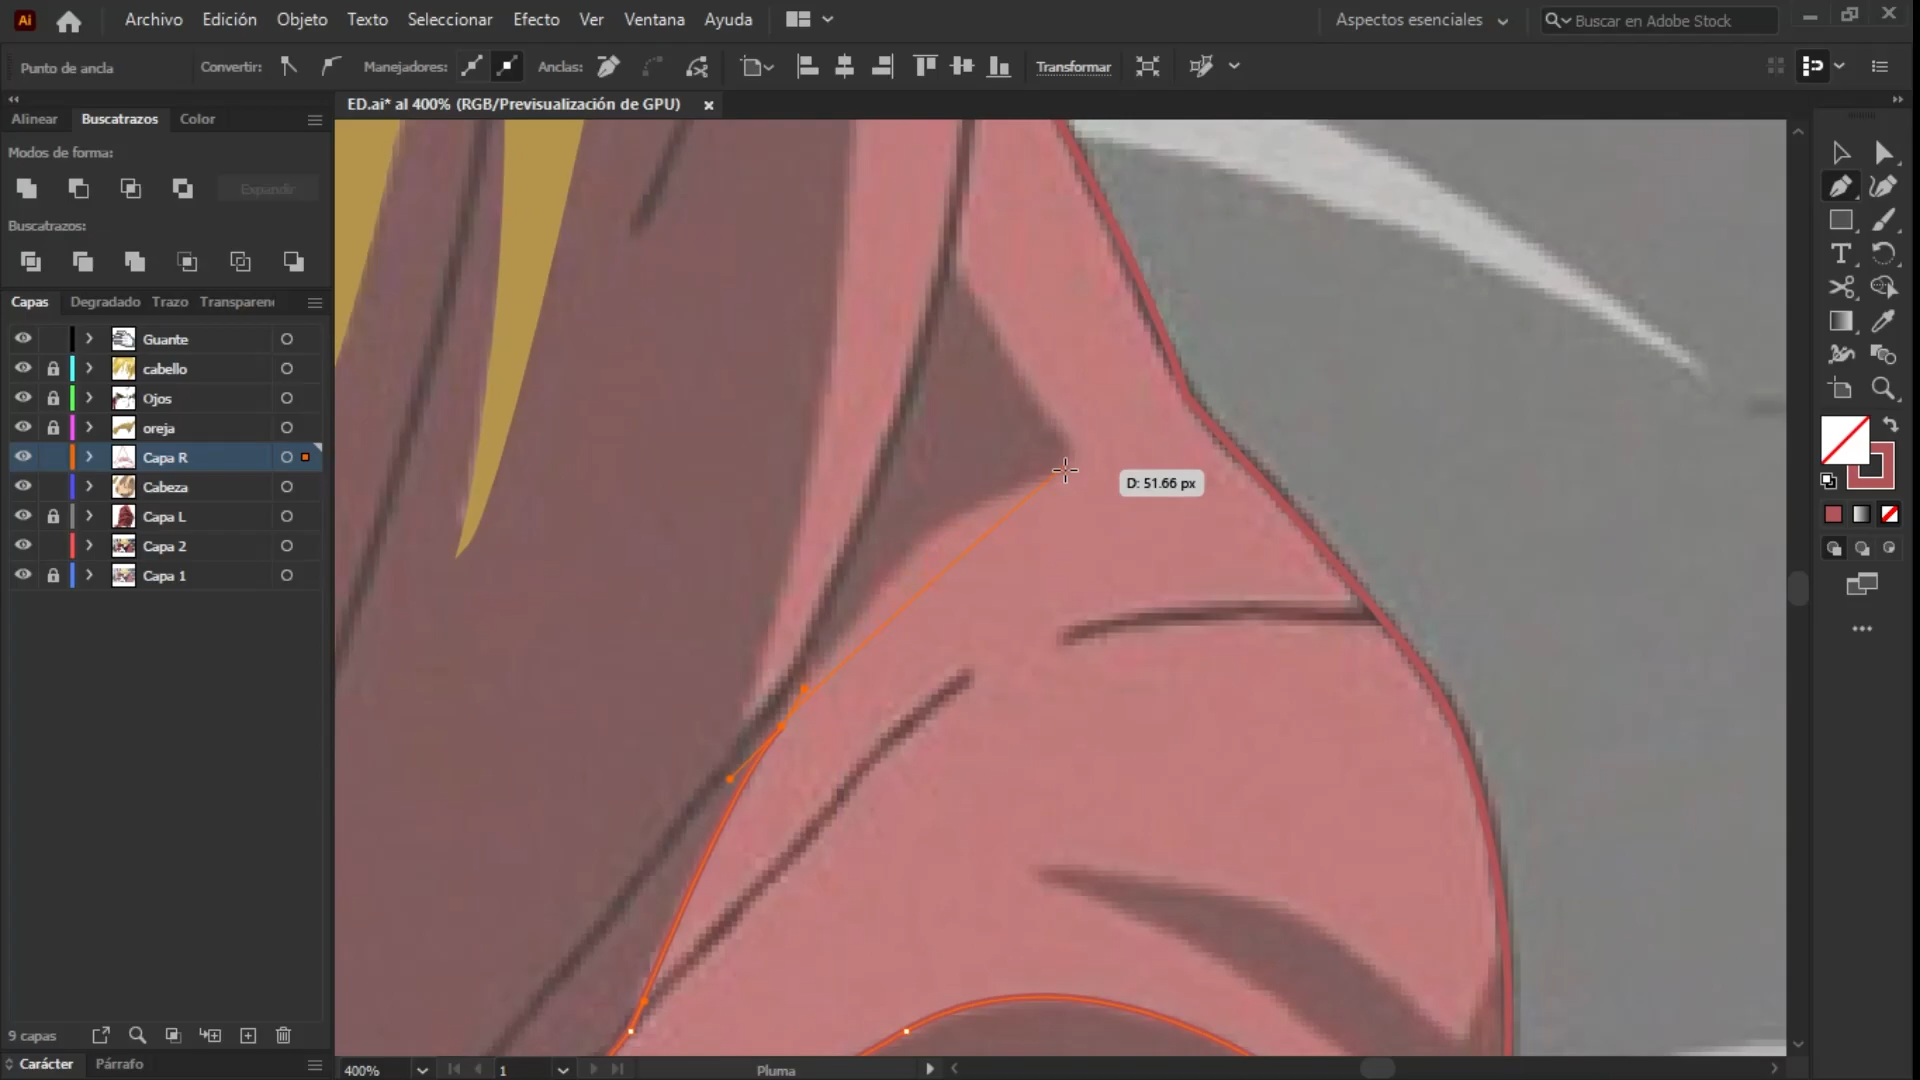 Ai
Archivo Edición Objeto Texto Seleccionar Efecto Ver Ventana Ayuda
Aspectos esenciales
Buscar en Adobe Stock
Punto de ancla
Convertir:
Manejadores:
Anclas:
Transformar
ED.ai* al 400% (RGB/Previsualización de GPU)
Alinear Buscatrazos Color
Modos de forma:
Expandir
Buscatrazos:
Capas Degradado Trazo Transparen
Guante
cabello
Ojos
oreja
Capa R
Cabeza
Capa L
Capa 2
Capa 1
D: 51.66 px
9 capas
Carácter Párrafo
400%
1
Pluma